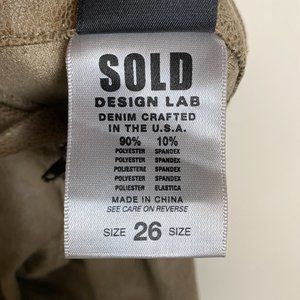 SOLD
DESIGN LAB
DENIM CRAFTED
IN THE U.S.A.
90% 10%
POLYESTER SPANDEX
POLYESTER SPANDEX
POLIESTERE SPANDEX
POLYESTER SPANDEX
POLIESTER ELASTICA
MADE IN CHINA
SEE CARE ON REVERSE
SIZE 26 SIZE